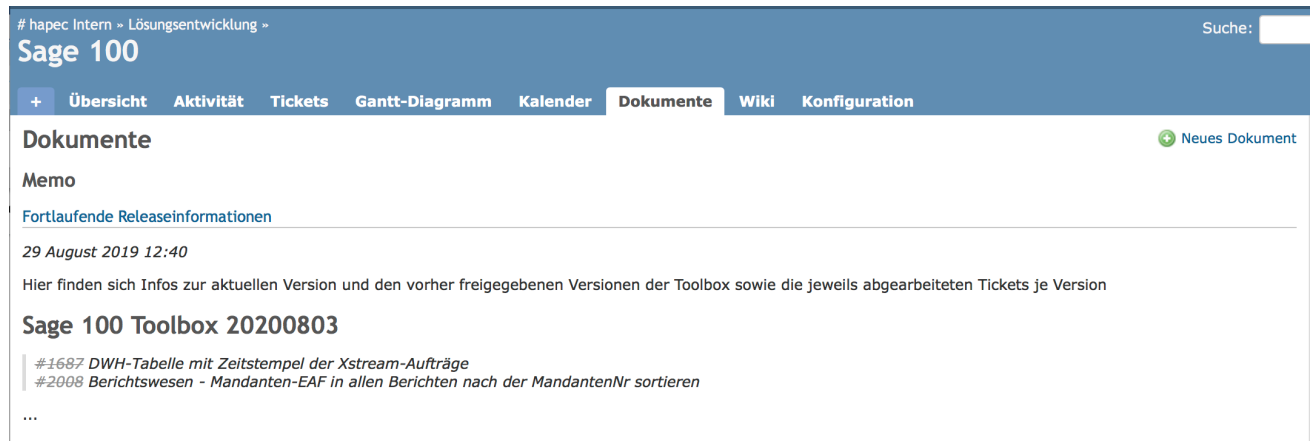 # hapec Intern » Lösungsentwicklung »
Suche:
Sage 100
+ Übersicht Aktivität Tickets Gantt-Diagramm Kalender Dokumente Wiki Konfiguration
Dokumente
Neues Dokument
Memo
Fortlaufende Releaseinformationen
29 August 2019 12:40
Hier finden sich Infos zur aktuellen Version und den vorher freigegebenen Versionen der Toolbox sowie die jeweils abgearbeiteten Tickets je Version
Sage 100 Toolbox 20200803
#1687 DWH-Tabelle mit Zeitstempel der Xstream-Aufträge
#2008 Berichtswesen - Mandanten-EAF in allen Berichten nach der MandantenNr sortieren
...